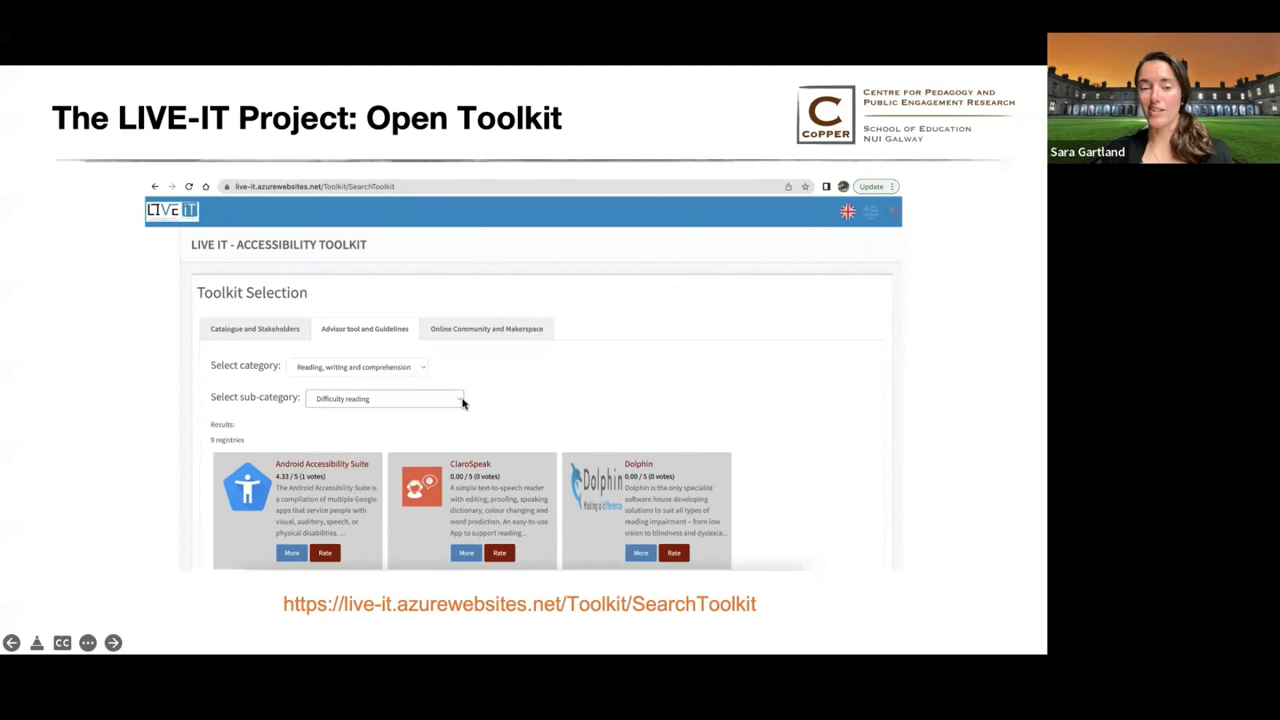 The LIVE-IT Project: Open Toolkit
C
CoPPER
CENTRE FOR PEDAGOGY AND
PUBLIC ENGAGEMENT RESEARCH
SCHOOL OF EDUCATION
NUI GALWAY
Sara Gartland
live-it.azurewebsites.net/Toolkit/SearchToolkit
Update
LIVE iT
LIVE IT - ACCESSIBILITY TOOLKIT
Toolkit Selection
Catalogue and Stakeholders
Advisor tool and Guidelines
Online Community and Makerspace
Select category:
Reading, writing and comprehension
Select sub-category:
Difficulty reading
Results:
9 registries
Android Accessibility Suite
4.33 / 5 (1 votes)
The Android Accessibility Suite is
a compilation of multiple Google
apps that service people with
visual, auditory, speech, or
physical disabilities. ...
More
Rate
ClaroSpeak
0.00 / 5 (0 votes)
A simple text-to-speech reader
with editing, proofing, speaking
dictionary, colour changing and
word prediction. An easy-to-use
App to support reading...
More
Rate
Dolphin
Making a difference
Dolphin
0.00 / 5 (0 votes)
Dolphin is the only specialist
software house developing
solutions to suit all types of
reading impairment – from low
vision to blindness and dyslexia...
More
Rate
https://live-it.azurewebsites.net/Toolkit/SearchToolkit
CC